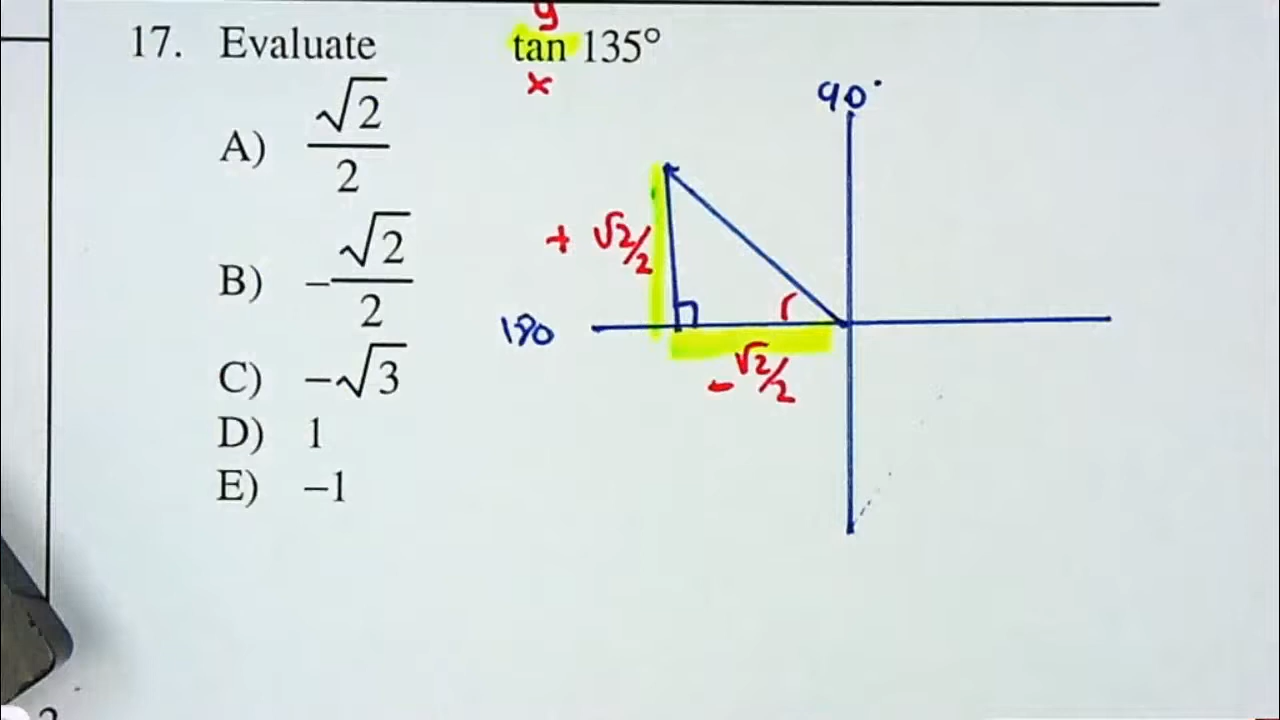 y
17. Evaluate tan 135°
x
90°
A) √2/2
+ √2/2
B) -√2/2
r
180
-√2/2
C) -√3
D) 1
E) -1